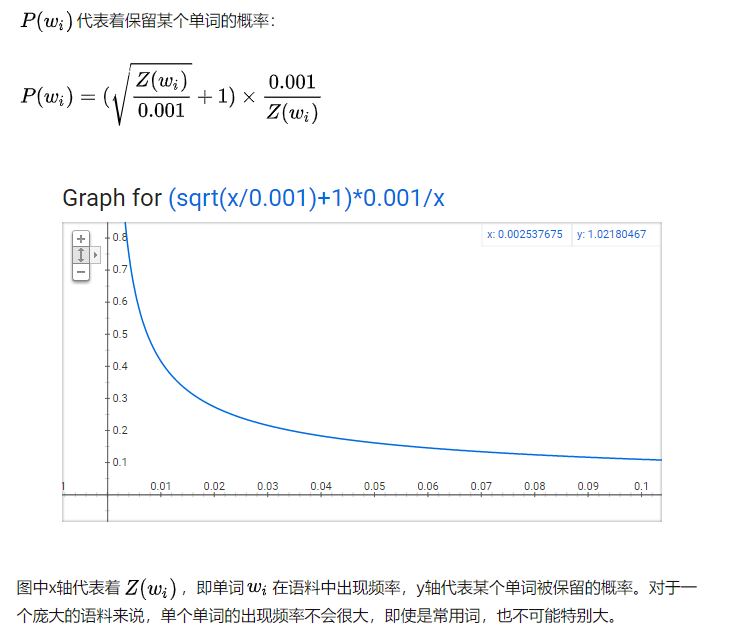 P(w_i)代表着保留某个单词的概率：
P(w_i) = (√(Z(w_i)/0.001) + 1) × 0.001/Z(w_i)
Graph for (sqrt(x/0.001)+1)*0.001/x
x: 0.002537675 y: 1.02180467
0.8
0.7
0.6
0.5
0.4
0.3
0.2
0.1
1 0.01 0.02 0.03 0.04 0.05 0.06 0.07 0.08 0.09 0.1
图中x轴代表着 Z(w_i)，即单词 w_i 在语料中出现频率，y轴代表某个单词被保留的概率。对于一
个庞大的语料来说，单个单词的出现频率不会很大，即使是常用词，也不可能特别大。